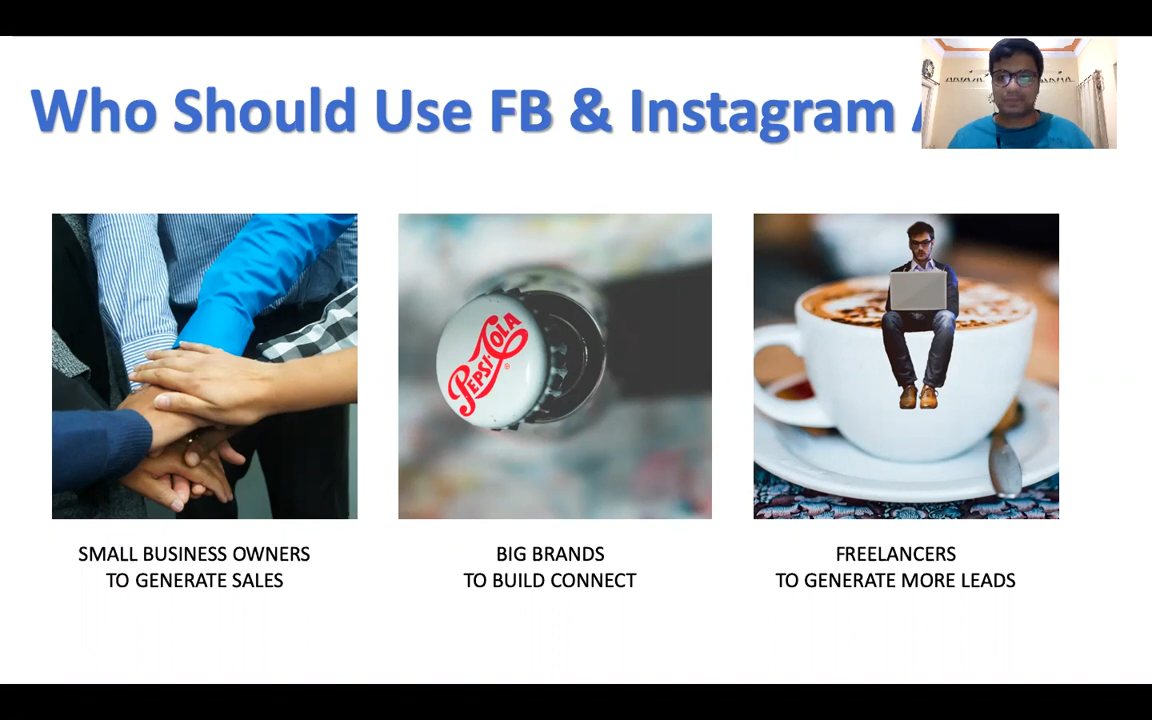 Who Should Use FB & Instagram A
PEPSI-COLA
®
SMALL BUSINESS OWNERS
TO GENERATE SALES
BIG BRANDS
TO BUILD CONNECT
FREELANCERS
TO GENERATE MORE LEADS